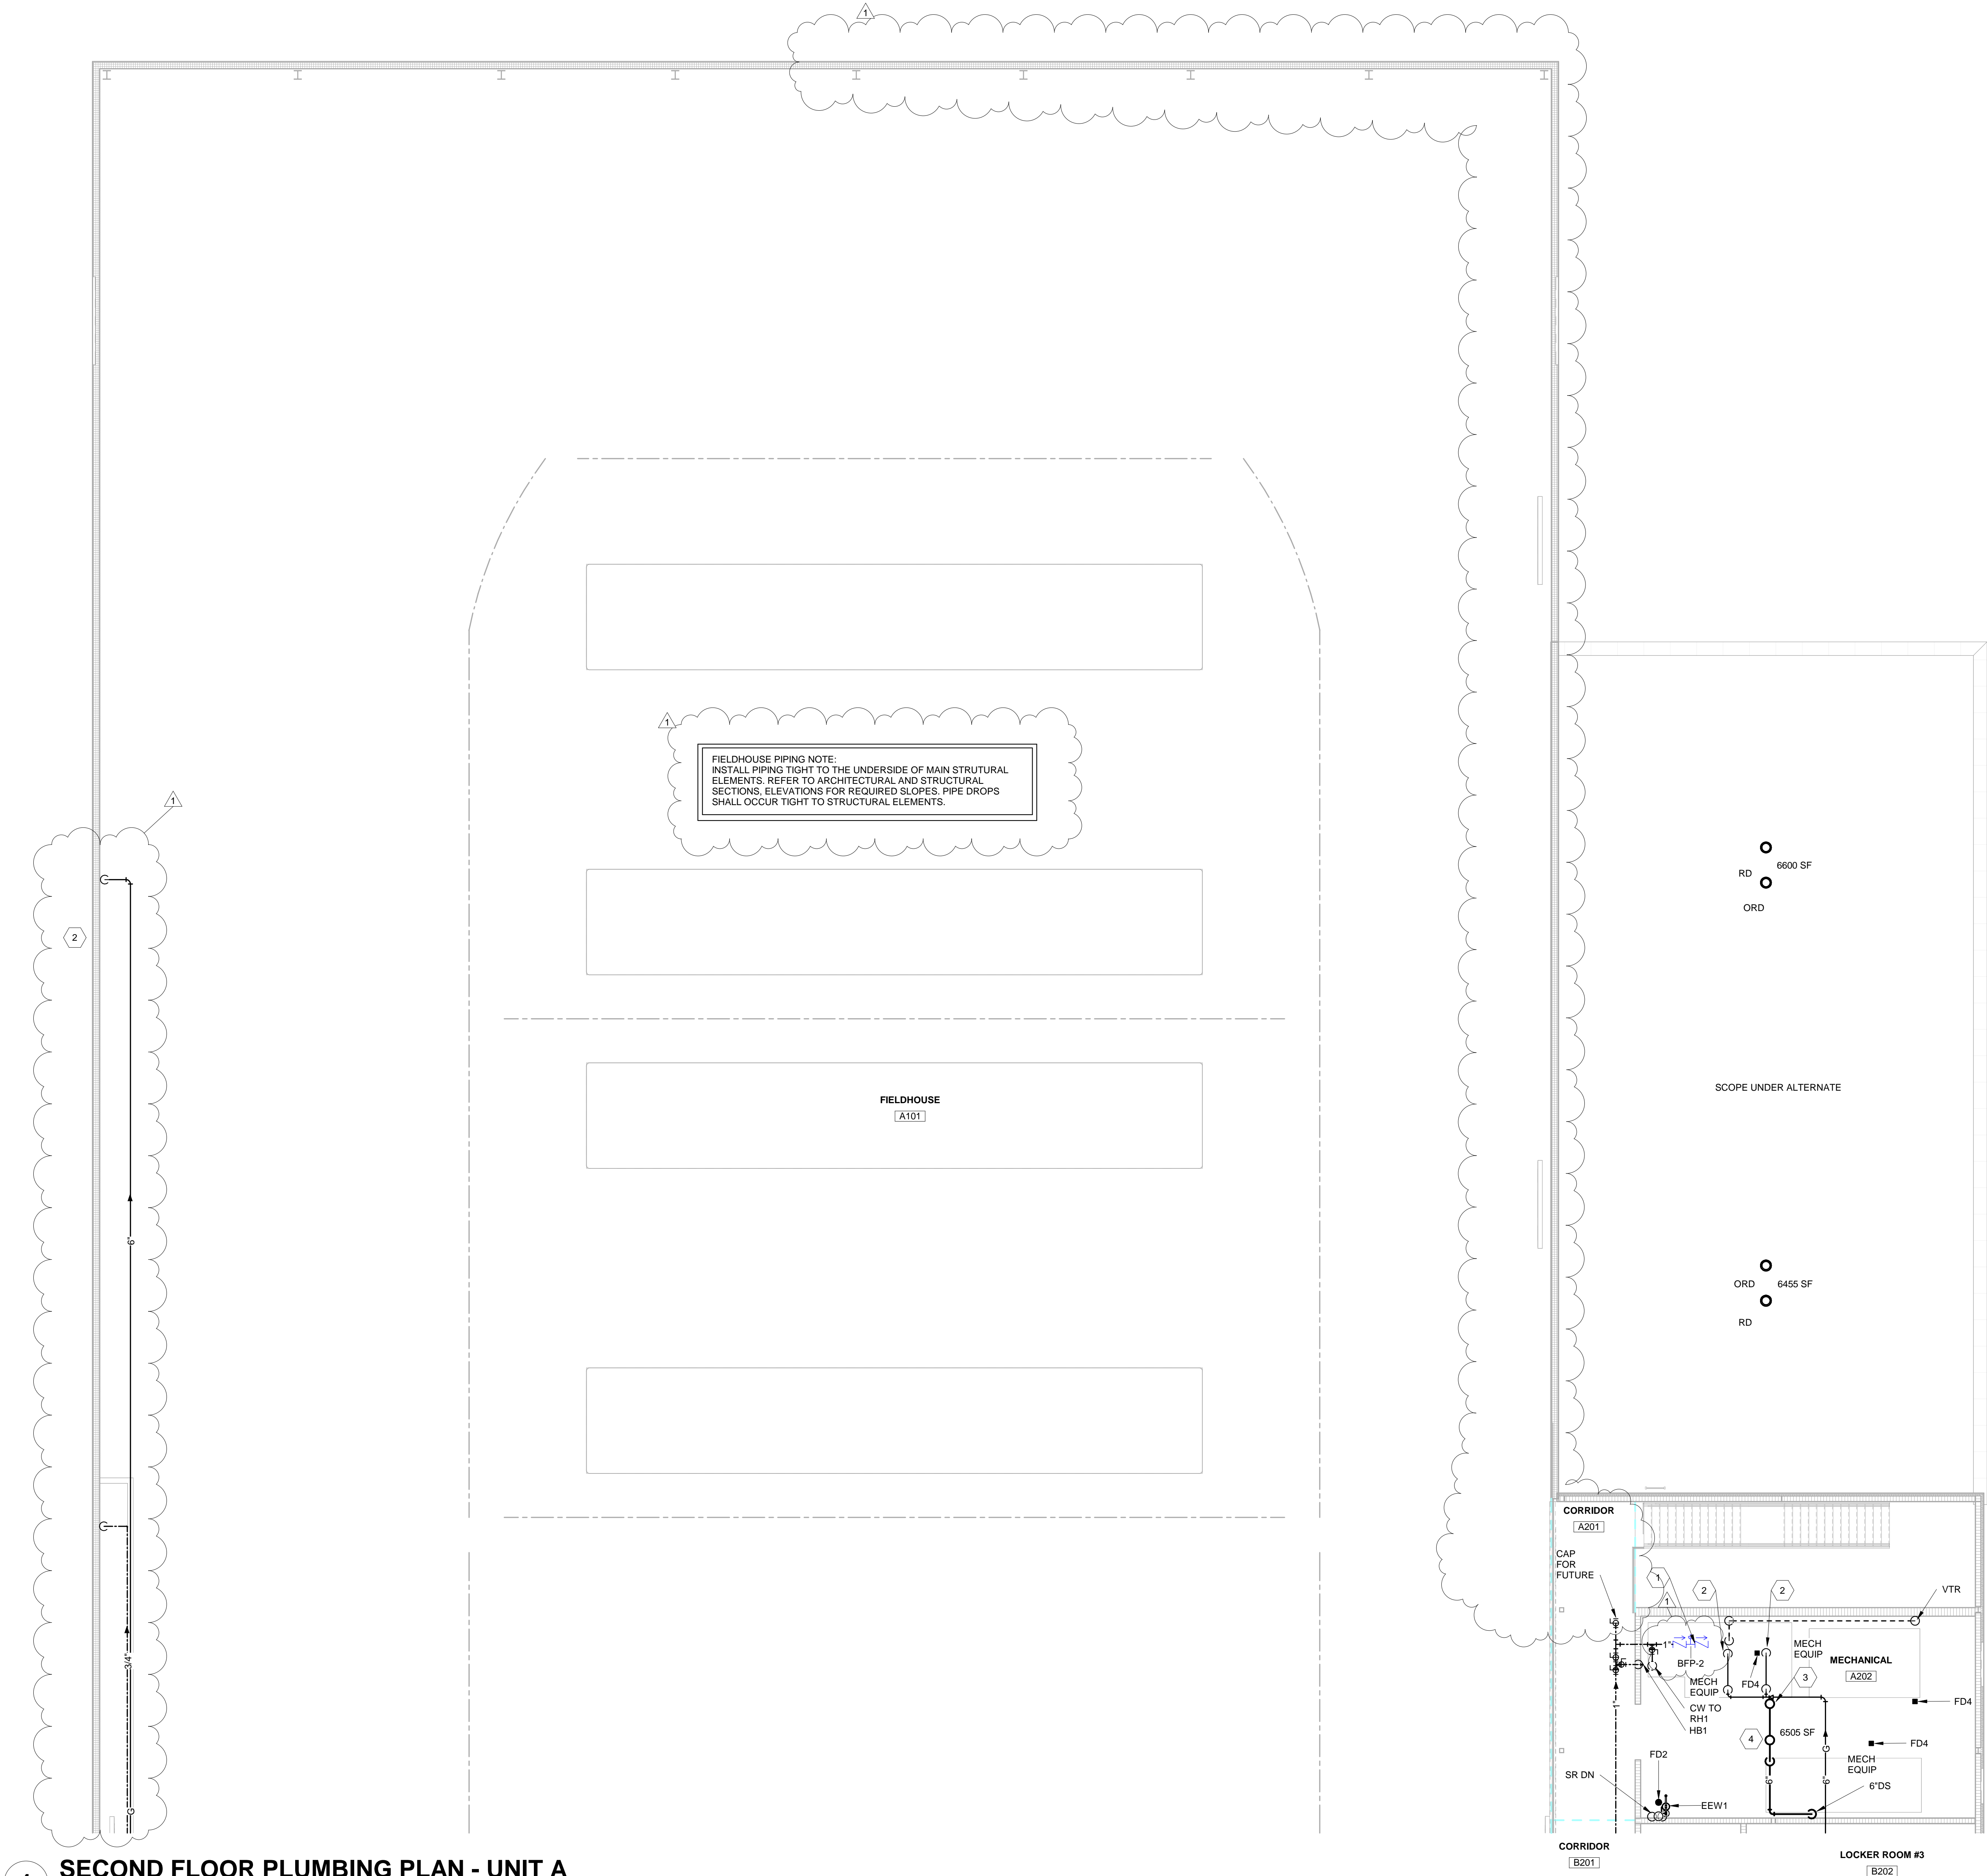 1
FIELDHOUSE PIPING NOTE:
INSTALL PIPING TIGHT TO THE UNDERSIDE OF MAIN STRUTURAL
ELEMENTS. REFER TO ARCHITECTURAL AND STRUCTURAL
SECTIONS, ELEVATIONS FOR REQUIRED SLOPES. PIPE DROPS
SHALL OCCUR TIGHT TO STRUCTURAL ELEMENTS.
1
1
2
6"
3/4"
G
FIELDHOUSE
A101
RD
6600 SF
ORD
SCOPE UNDER ALTERNATE
ORD
6455 SF
RD
CORRIDOR
A201
CAP
FOR
FUTURE
1
1
2
2
VTR
1"
1"
BFP-2
MECH
EQUIP
CW TO
RH1
HB1
FD4
MECH
EQUIP
MECHANICAL
A202
3
FD4
6505 SF
4
FD4
G
MECH
EQUIP
6"
6"
6"DS
FD2
SR DN
EEW1
CORRIDOR
B201
LOCKER ROOM #3
B202
SECOND FLOOR PLUMBING PLAN - UNIT A